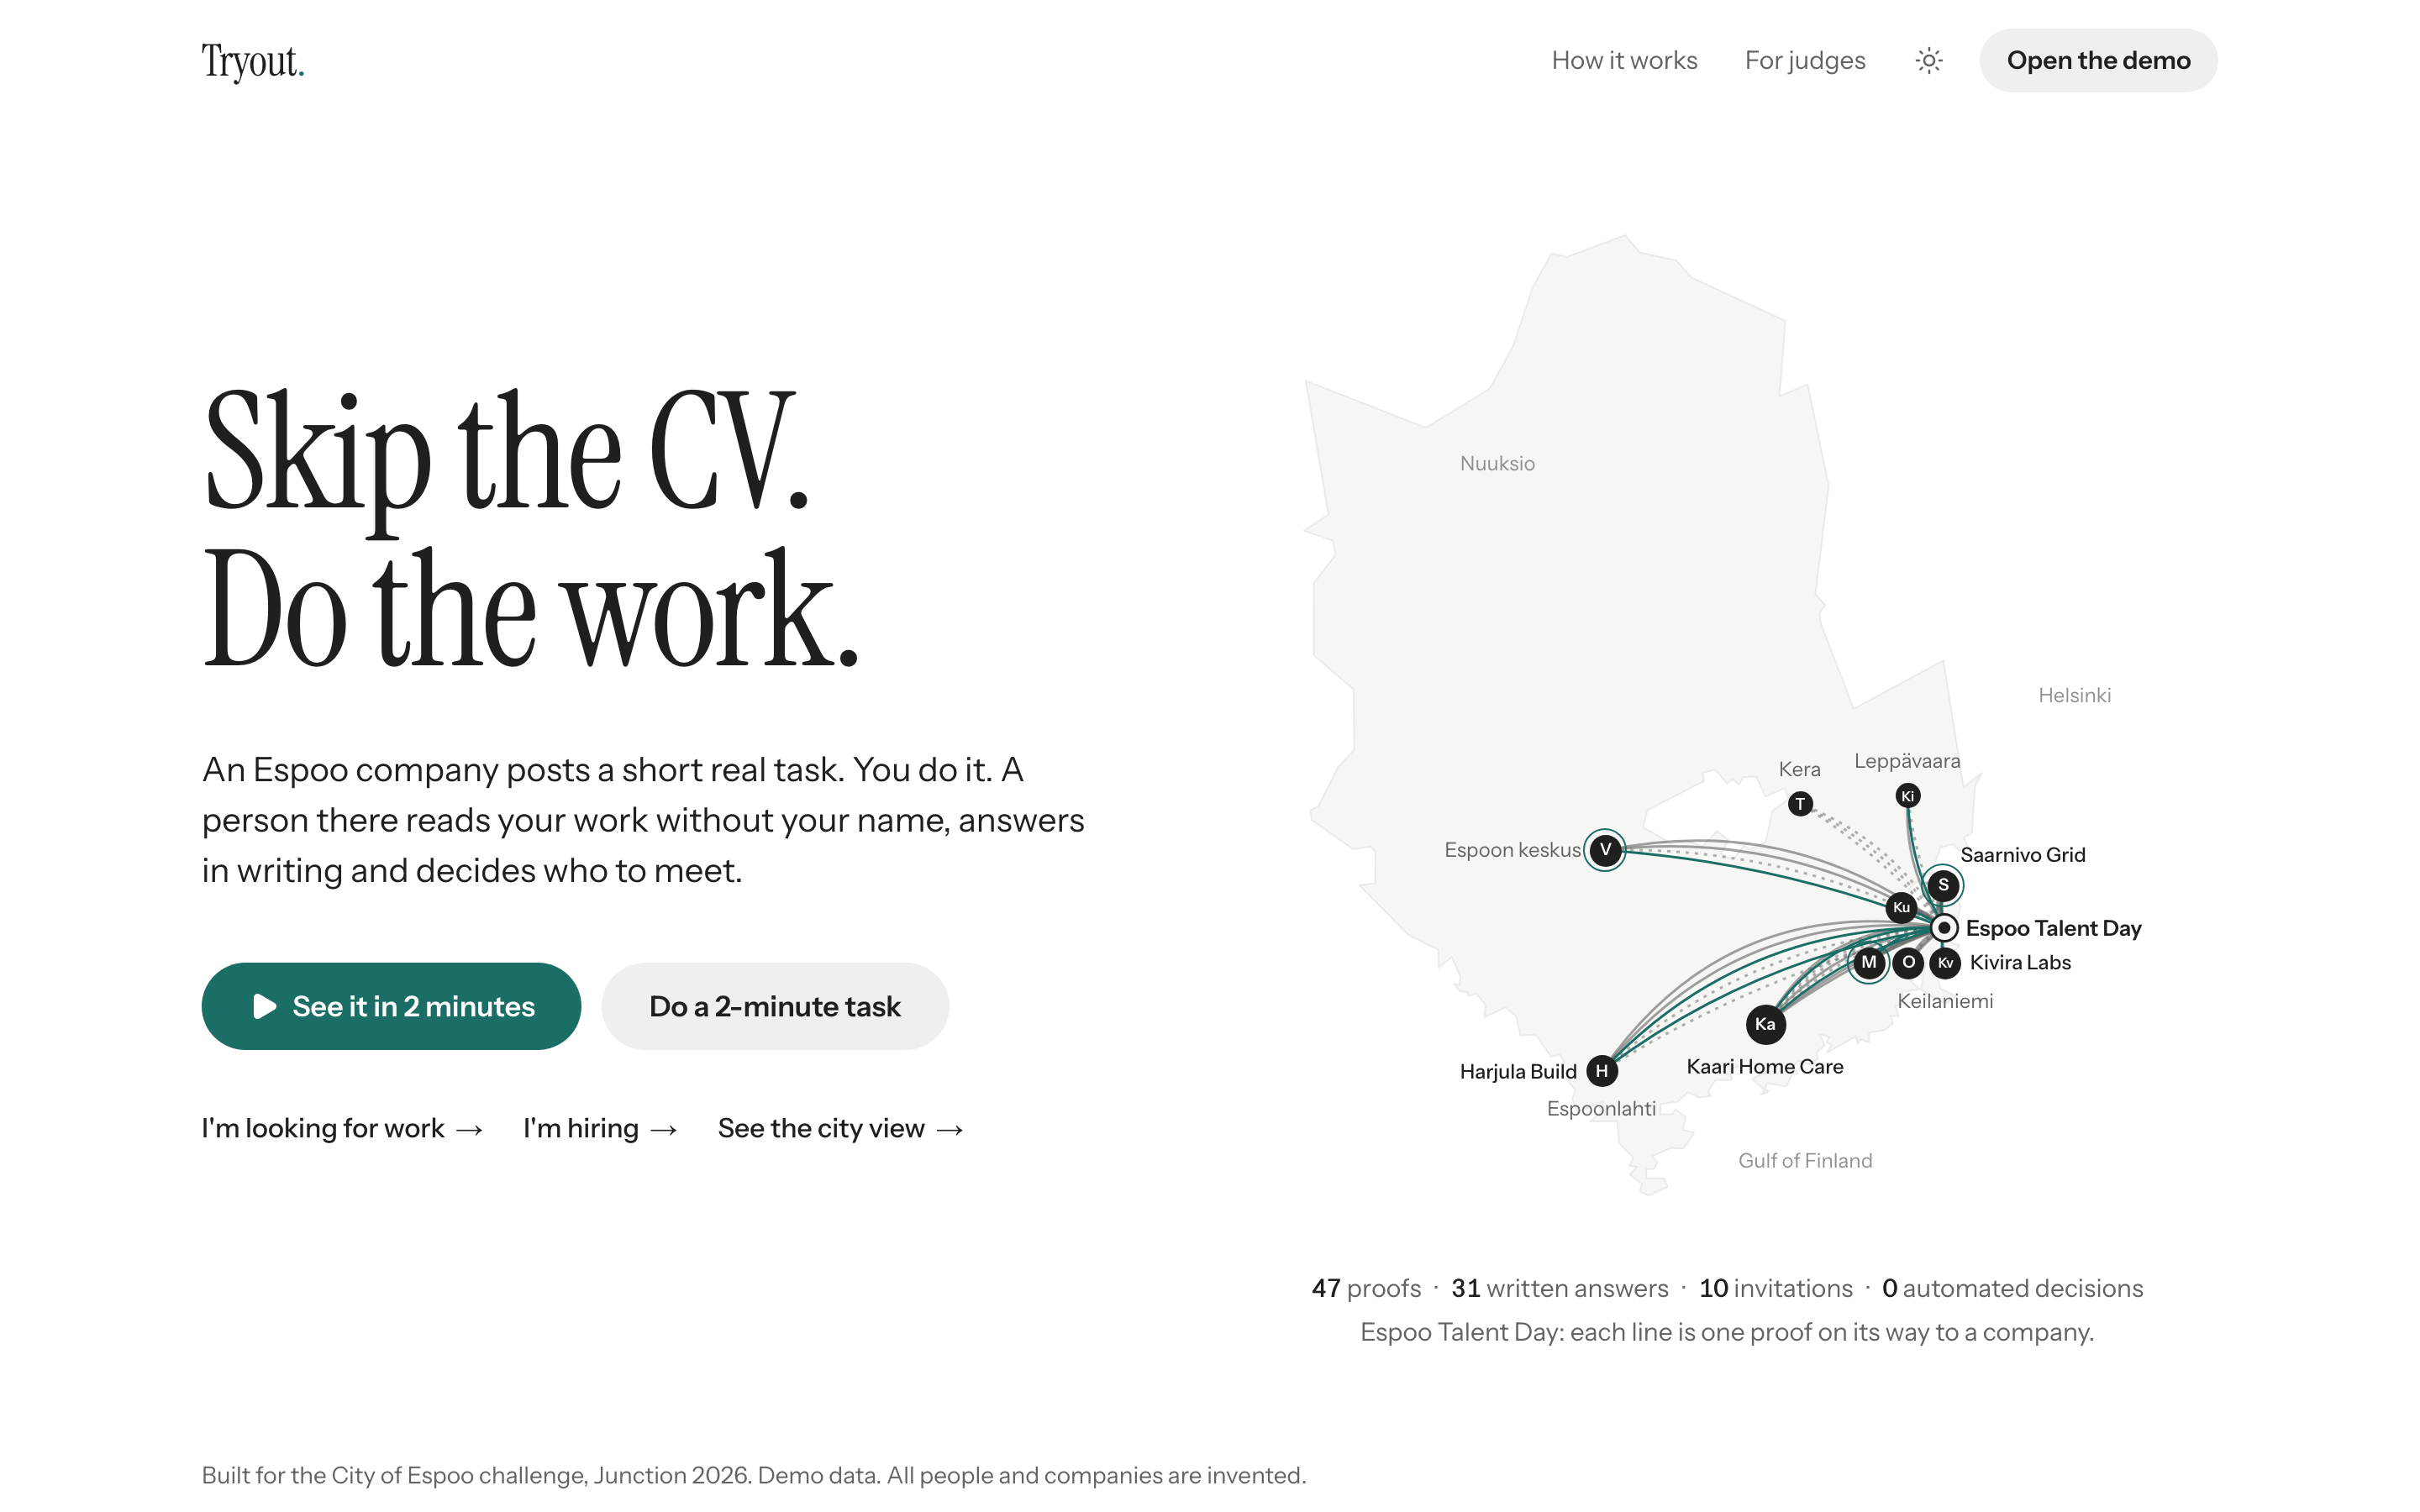 Tryout.
How it works
For judges
Open the demo
Skip the CV.
Do the work.
An Espoo company posts a short real task. You do it. A
person there reads your work without your name, answers
in writing and decides who to meet.
See it in 2 minutes
Do a 2-minute task
I'm looking for work →
I'm hiring →
See the city view →
Nuuksio
Helsinki
Kera
Leppävaara
T
Ki
Espoon keskus
V
Saarnivo Grid
S
Ku
Espoo Talent Day
M
O
Kv
Kivira Labs
Keilaniemi
Ka
Kaari Home Care
Harjula Build
H
Espoonlahti
Gulf of Finland
47 proofs · 31 written answers · 10 invitations · 0 automated decisions
Espoo Talent Day: each line is one proof on its way to a company.
Built for the City of Espoo challenge, Junction 2026. Demo data. All people and companies are invented.